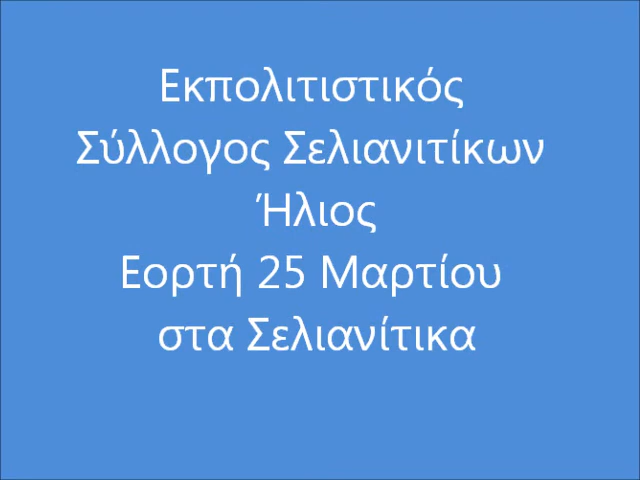 Εκπολιτιστικός
Σύλλογος Σελιανιτίκων
Ήλιος
Εορτή 25 Μαρτίου
στα Σελιανίτικα